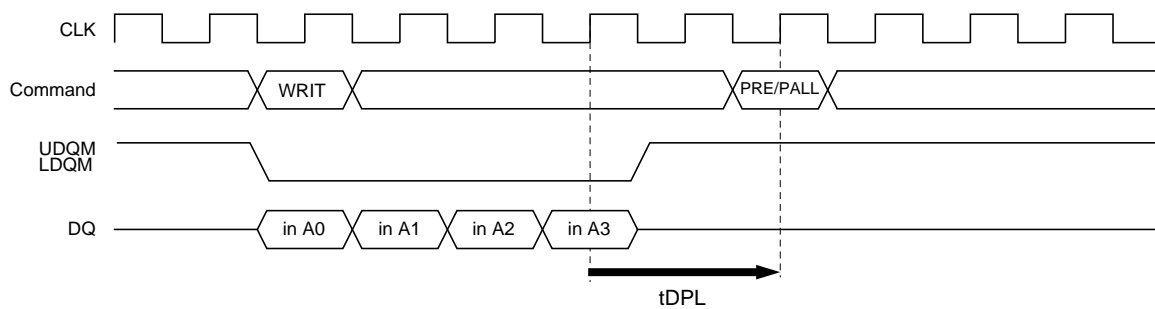 CLK
Command
WRIT
PRE/PALL
UDQM
LDQM
DQ
in A0
in A1
in A2
in A3
tDPL